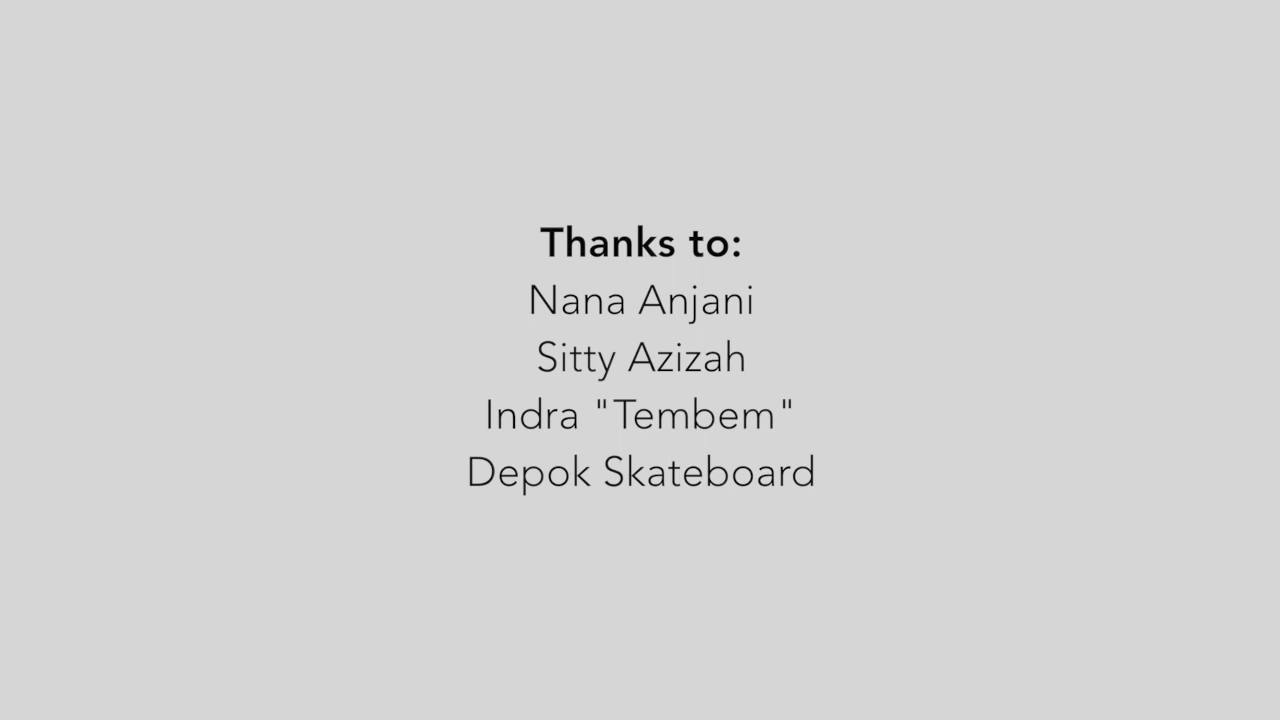 Thanks to:
Nana Anjani
Sitty Azizah
Indra "Tembem"
Depok Skateboard